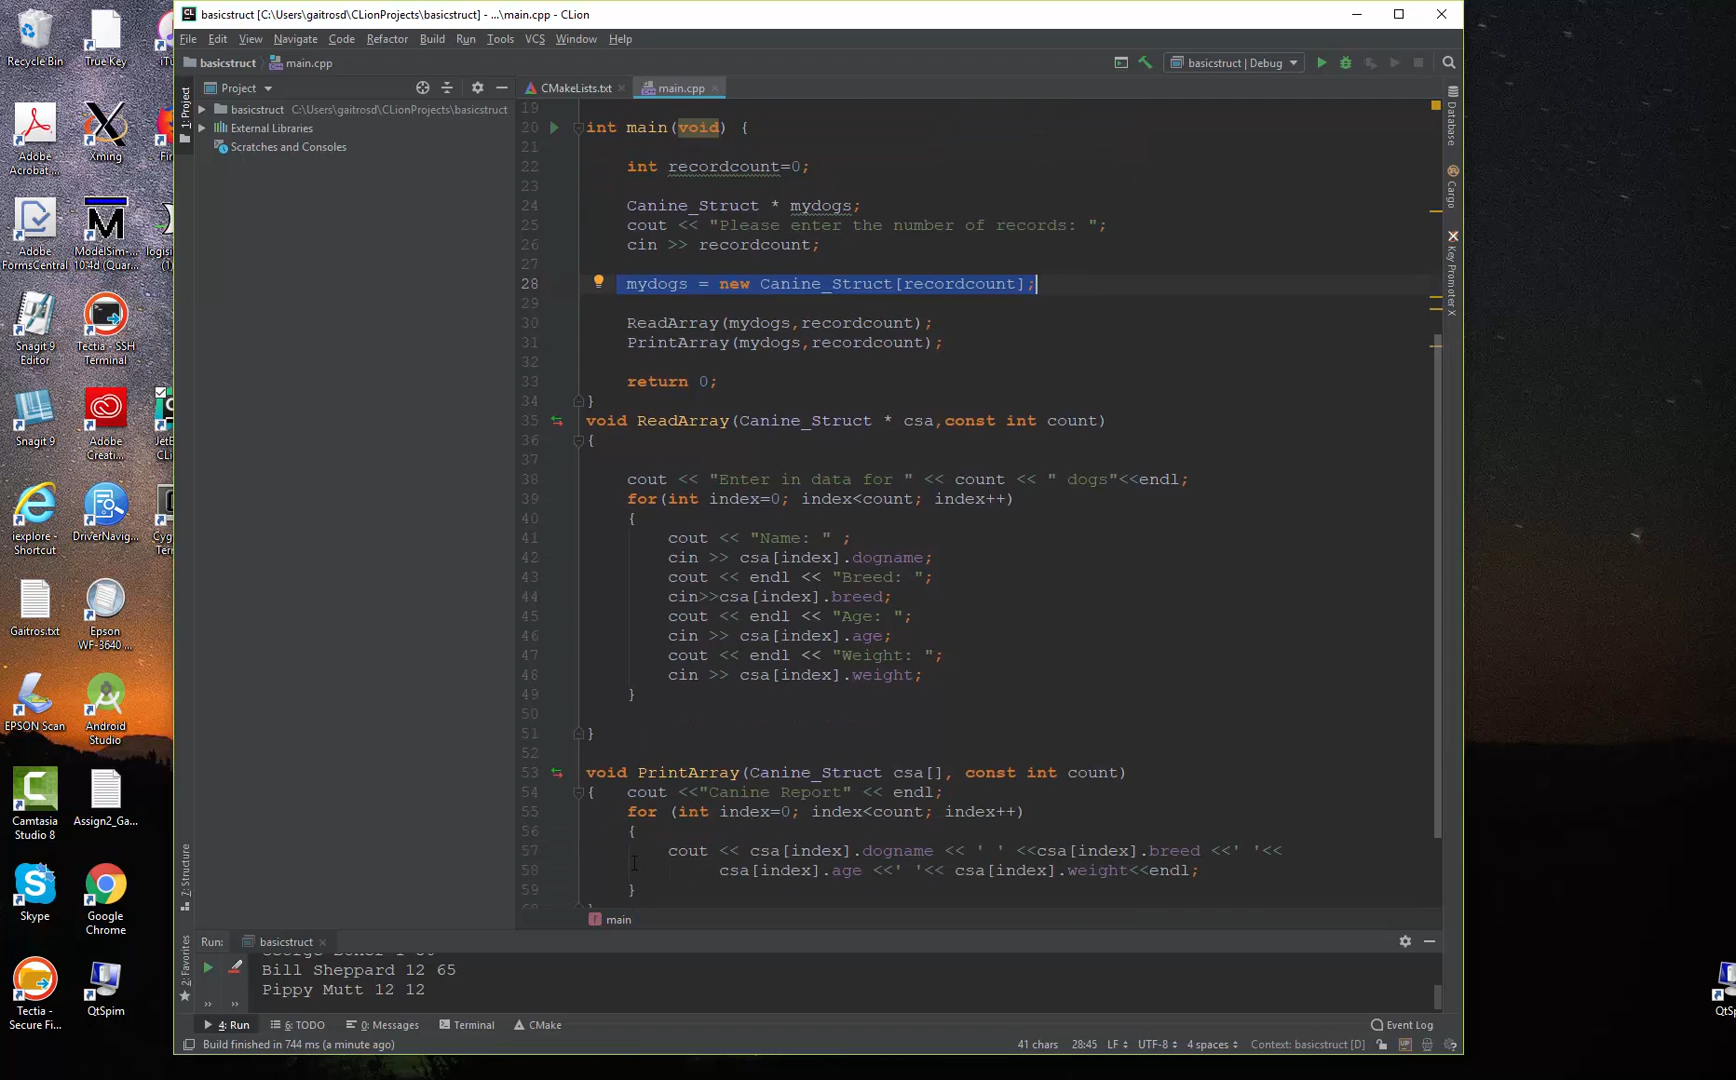 basicstruct [C:\Users\gaitrosd\CLionProjects\basicstruct] - ...\main.cpp - CLion
File Edit View Navigate Code Refactor Build Run Tools VCS Window Help
basicstruct main.cpp
basicstruct | Debug
Project
CMakeLists.txt
main.cpp
basicstruct C:\Users\gaitrosd\CLionProjects\basicstruct
External Libraries
Scratches and Consoles
1: Project
7: Structure
2: Favorites
Database
Cargo
Key Promoter X
19
20 int main(void) {
21
22 int recordcount=0;
23
24 Canine_Struct * mydogs;
25 cout << "Please enter the number of records: ";
26 cin >> recordcount;
27
28 mydogs = new Canine_Struct[recordcount];
29
30 ReadArray(mydogs,recordcount);
31 PrintArray(mydogs,recordcount);
32
33 return 0;
34 }
35 void ReadArray(Canine_Struct * csa,const int count)
36 {
37
38 cout << "Enter in data for " << count << " dogs"<<endl;
39 for(int index=0; index<count; index++)
40 {
41 cout << "Name: " ;
42 cin >> csa[index].dogname;
43 cout << endl << "Breed: ";
44 cin>>csa[index].breed;
45 cout << endl << "Age: ";
46 cin >> csa[index].age;
47 cout << endl << "Weight: ";
48 cin >> csa[index].weight;
49 }
50
51 }
52
53 void PrintArray(Canine_Struct csa[], const int count)
54 { cout <<"Canine Report" << endl;
55 for (int index=0; index<count; index++)
56 {
57 cout << csa[index].dogname << ' ' <<csa[index].breed <<' '<<
58 csa[index].age <<' '<< csa[index].weight<<endl;
59 }
main
Run: basicstruct
Bill Sheppard 12 65
Pippy Mutt 12 12
4: Run 6: TODO 0: Messages Terminal CMake
Event Log
Build finished in 744 ms (a minute ago)
41 chars 28:45 LF UTF-8 4 spaces Context: basicstruct [D]
Recycle Bin
True Key
Adobe
Acrobat ...
Xming
Adobe
FormsCentral
ModelSim-
10.4d (Quar...
Snagit 9
Editor
Tectia - SSH
Terminal
Snagit 9
Adobe
Creati...
iexplore -
Shortcut
DriverNavig...
Gaitros.txt
Epson
WF-3640 ...
EPSON Scan
Android
Studio
Camtasia
Studio 8
Assign2_Ga...
Skype
Google
Chrome
Tectia -
Secure Fi...
QtSpim